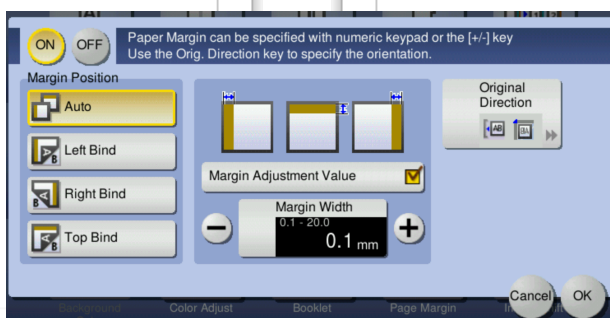 ON
OFF
Paper Margin can be specified with numeric keypad or the [+/-] key
Use the Orig. Direction key to specify the orientation.
Margin Position
Auto
Left Bind
Right Bind
Top Bind
Margin Adjustment Value
Margin Width
0.1 - 20.0
0.1 mm
Original
Direction
Cancel
OK
Background
Color Adjust
Booklet
Page Margin